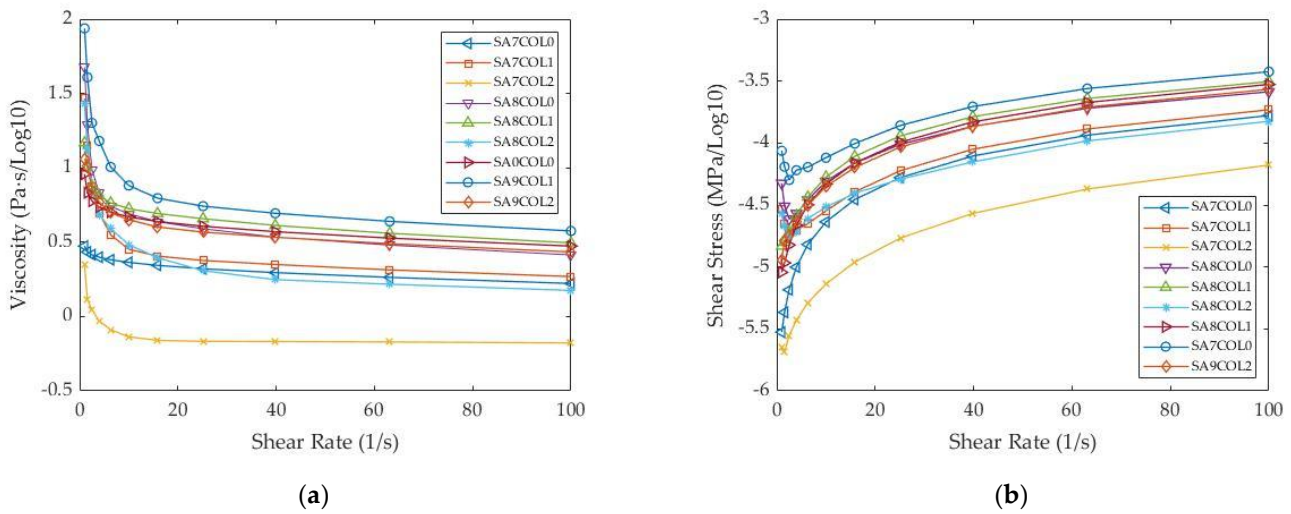 2
1.5
1
0.5
0
-0.5
Viscosity (Pa·s/Log10)
SA7COL0
SA7COL1
SA7COL2
SA8COL0
SA8COL1
SA8COL2
SA0COL0
SA9COL1
SA9COL2
0 20 40 60 80 100
Shear Rate (1/s)
(a)
-3
-3.5
-4
-4.5
-5
-5.5
-6
Shear Stress (MPa/Log10)
SA7COL0
SA7COL1
SA7COL2
SA8COL0
SA8COL1
SA8COL2
SA8COL1
SA7COL0
SA9COL2
0 20 40 60 80 100
Shear Rate (1/s)
(b)